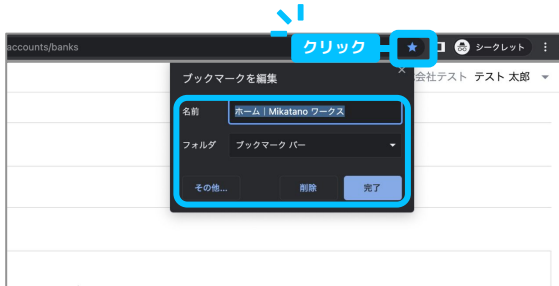 クリック
accounts/banks
シークレット
ブックマークを編集
会社テスト テスト 太郎
名前
ホーム | Mikatano ワークス
フォルダ
ブックマーク バー
その他...
削除
完了